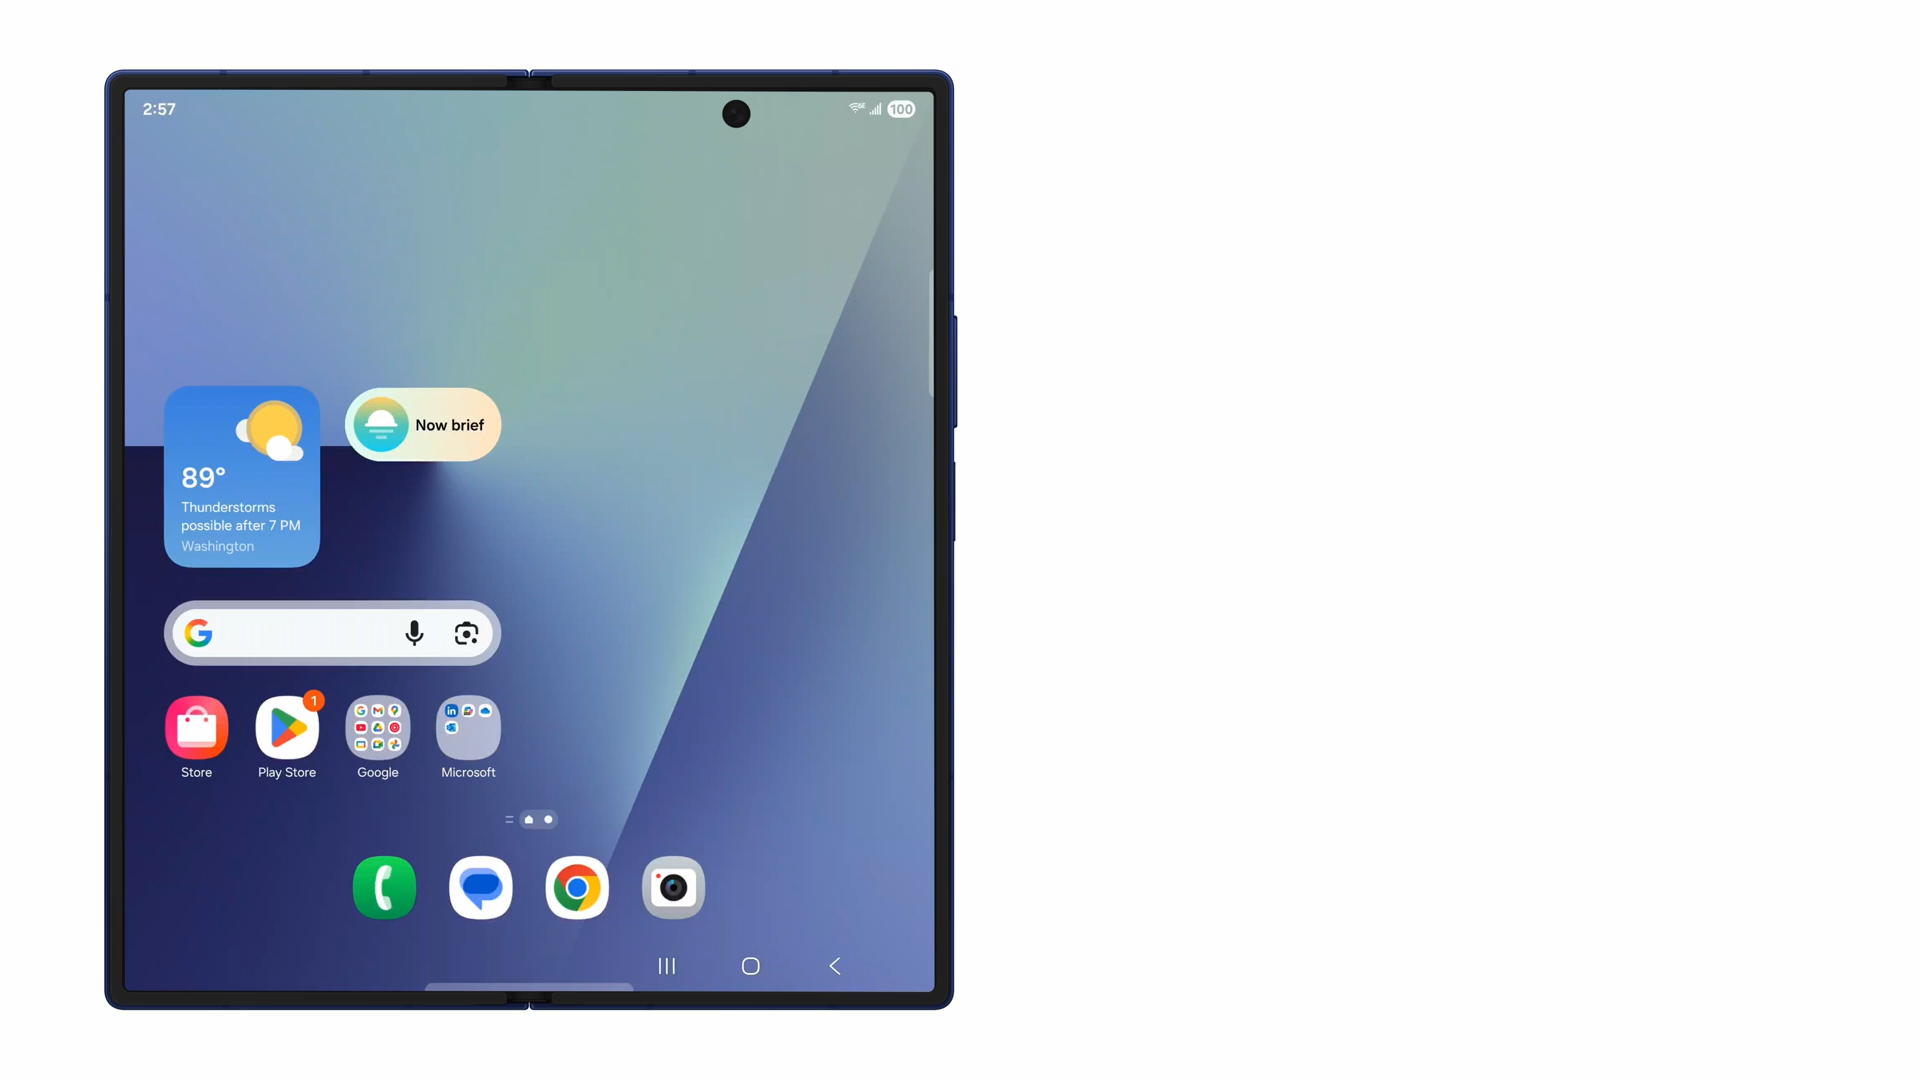 2:57
100
Now brief
89°
Thunderstorms
possible after 7 PM
Washington
1
Store
Play Store
Google
Microsoft